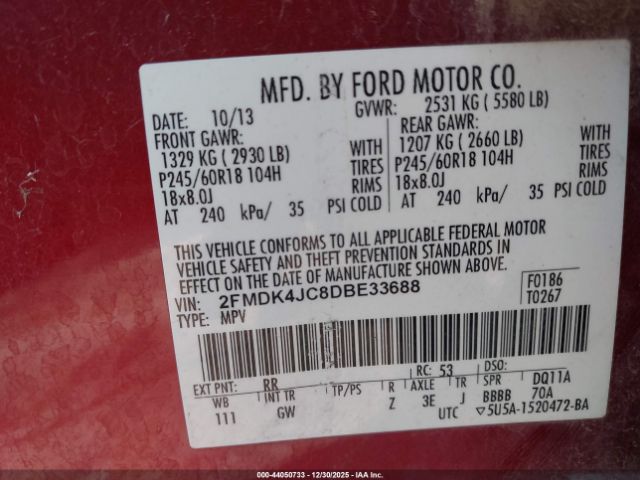 MFD. BY FORD MOTOR CO.
DATE: 10/13 GVWR: 2531 KG ( 5580 LB)
FRONT GAWR: REAR GAWR:
1329 KG ( 2930 LB) WITH 1207 KG ( 2660 LB) WITH
P245/60R18 104H TIRES P245/60R18 104H TIRES
18x8.0J RIMS 18x8.0J RIMS
AT 240 kPa/ 35 PSI COLD AT 240 kPa/ 35 PSI COLD
THIS VEHICLE CONFORMS TO ALL APPLICABLE FEDERAL MOTOR
VEHICLE SAFETY AND THEFT PREVENTION STANDARDS IN
EFFECT ON THE DATE OF MANUFACTURE SHOWN ABOVE.
VIN: 2FMDK4JC8DBE33688 F0186
TYPE: MPV T0267
EXT PNT: RR RC: 53 DSO:
WB INT TR TP/PS R AXLE TR SPR DQ11A
111 GW Z 3E J BBBB 70A
UTC ▽5U5A-1520472-BA
000-44050733 - 12/30/2025 - IAAI.COM